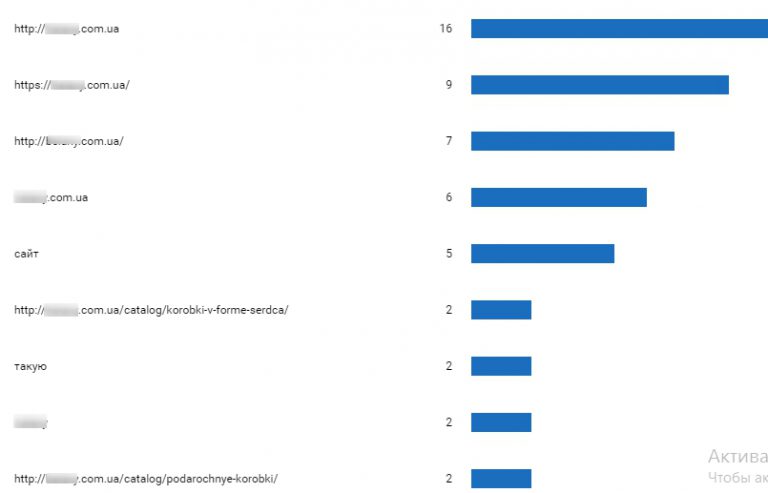 http:// .com.ua 16
https:// .com.ua/ 9
http:// .com.ua/ 7
.com.ua 6
сайт 5
http:// .com.ua/catalog/korobki-v-forme-serdca/ 2
такую 2
2
http:// .com.ua/catalog/podarochnye-korobki/ 2
Актива
Чтобы ак